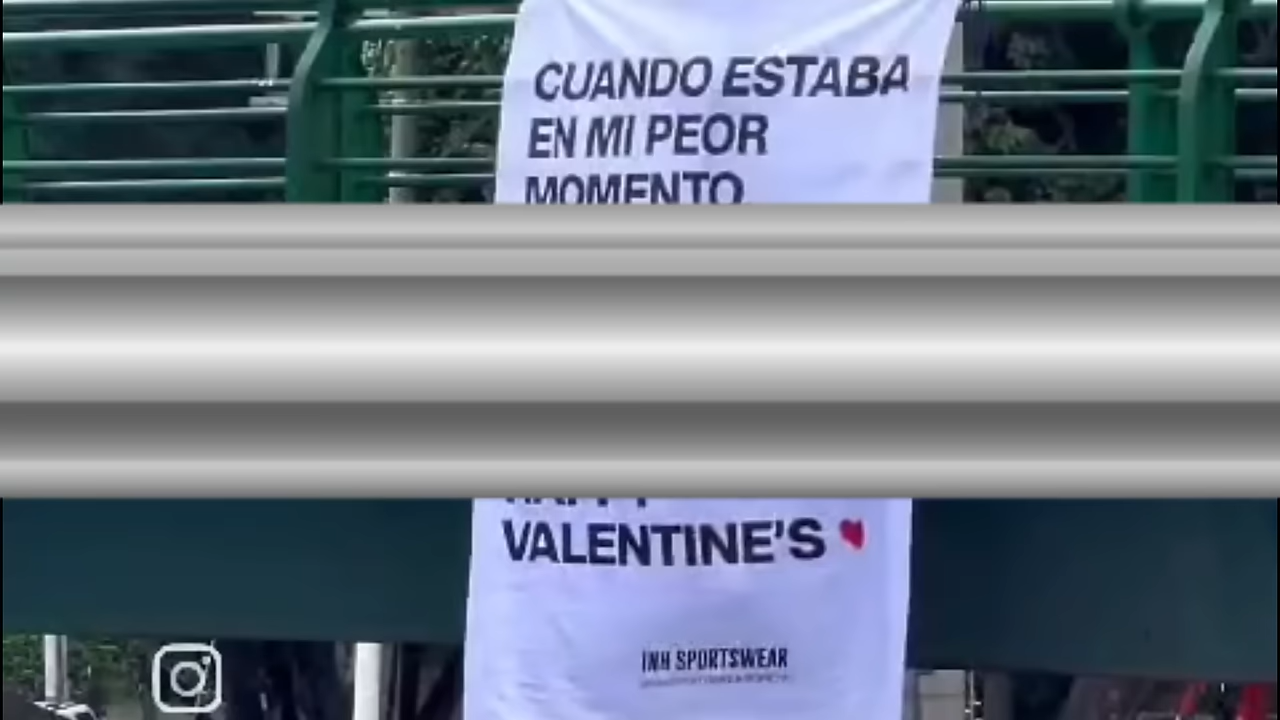 CUANDO ESTABA
EN MI PEOR
MOMENTO
VALENTINE'S
INH SPORTSWEAR